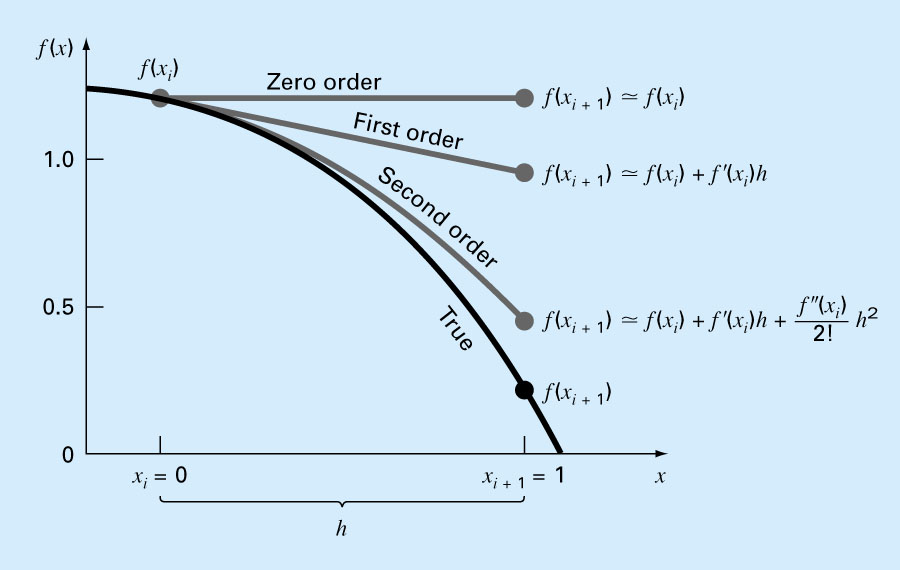 f(x)
f(xᵢ)
Zero order
f(xᵢ ₊ ₁) ≃ f(xᵢ)
First order
1.0
f(xᵢ ₊ ₁) ≃ f(xᵢ) + f′(xᵢ)h
Second order
0.5
True
f(xᵢ ₊ ₁) ≃ f(xᵢ) + f′(xᵢ)h + f″(xᵢ)/2! h²
f(xᵢ ₊ ₁)
0
xᵢ = 0
xᵢ ₊ ₁ = 1
x
h